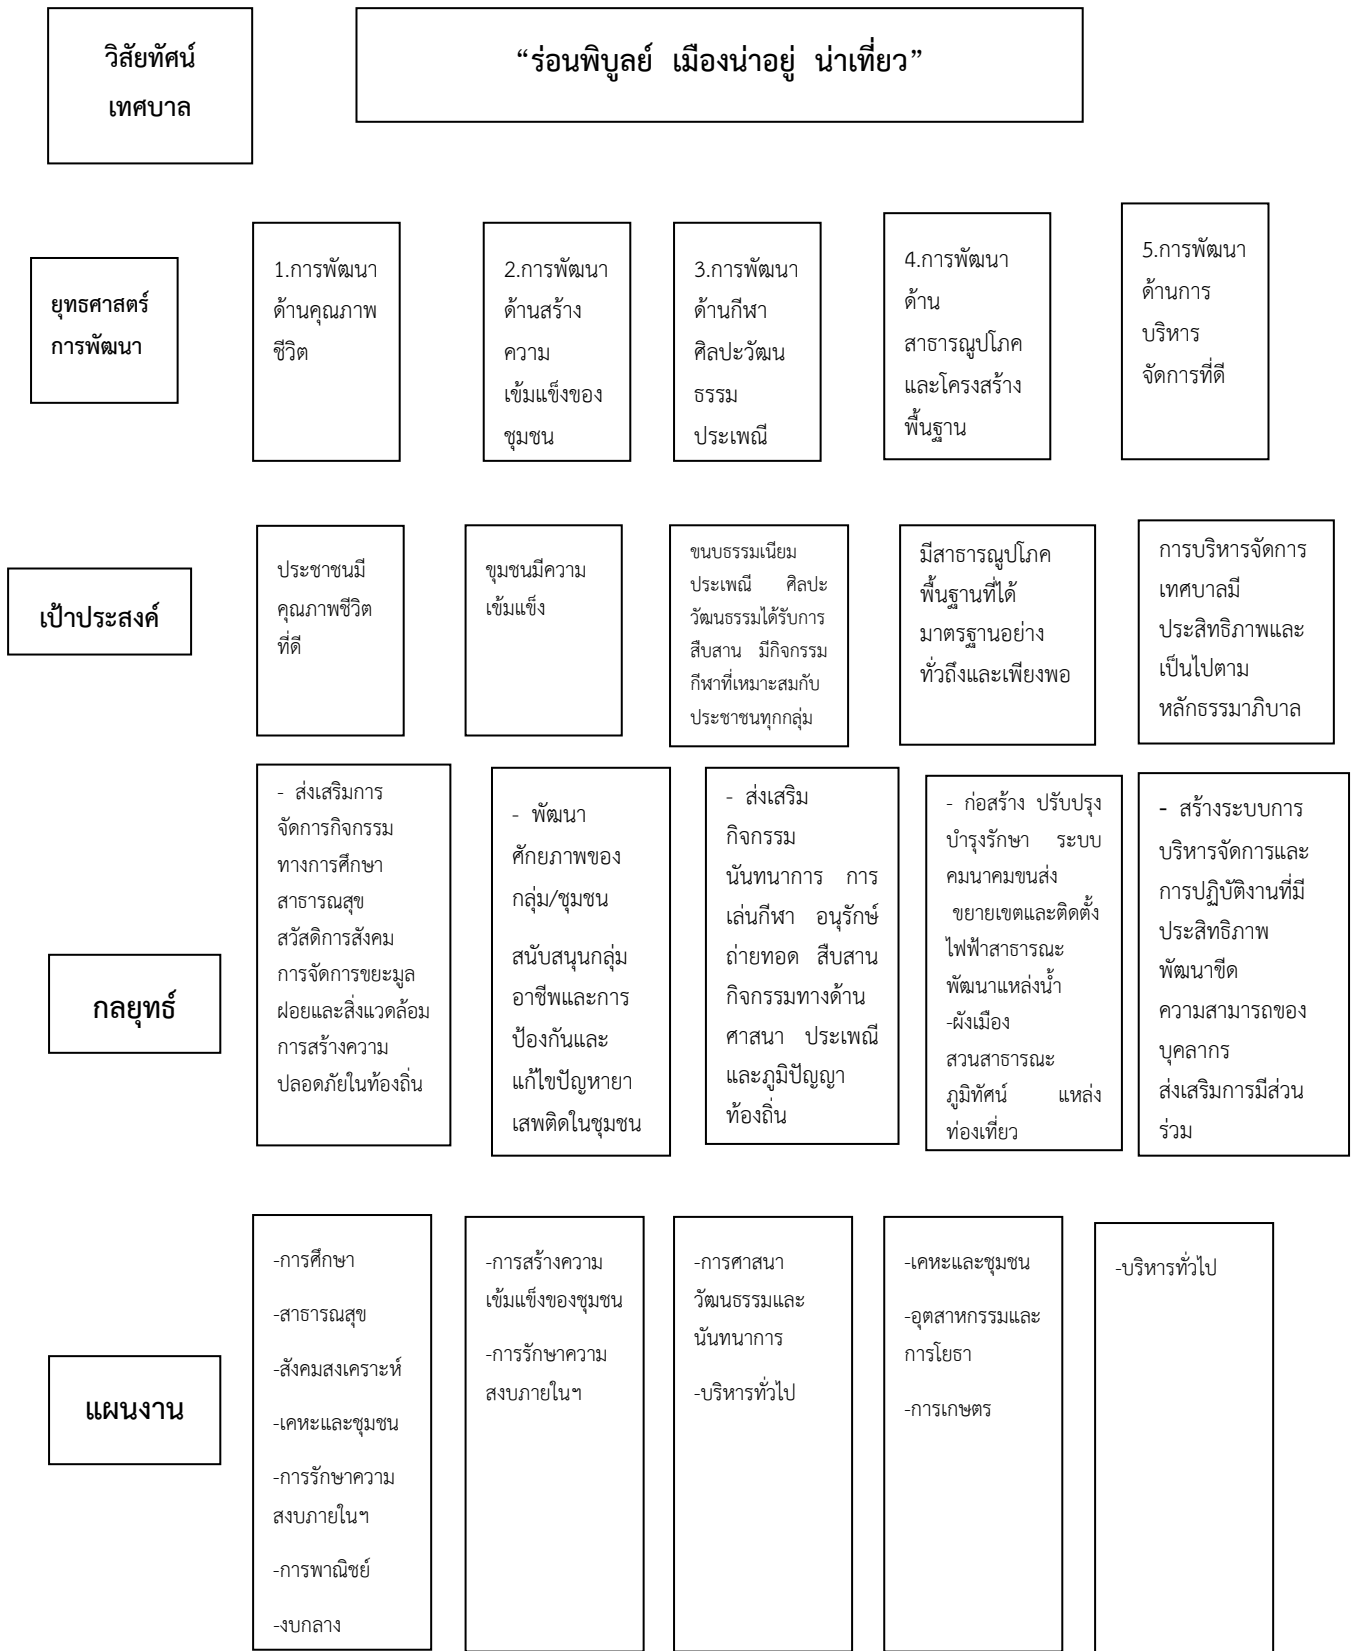 วิสัยทัศน์
เทศบาล
“ร่อนพิบูลย์ เมืองน่าอยู่ น่าเที่ยว”
ยุทธศาสตร์
การพัฒนา
1.การพัฒนา
ด้านคุณภาพ
ชีวิต
2.การพัฒนา
ด้านสร้าง
ความ
เข้มแข็งของ
ชุมชน
3.การพัฒนา
ด้านกีฬา
ศิลปะวัฒน
ธรรม
ประเพณี
4.การพัฒนา
ด้าน
สาธารณูปโภค
และโครงสร้าง
พื้นฐาน
5.การพัฒนา
ด้านการ
บริหาร
จัดการที่ดี
เป้าประสงค์
ประชาชนมี
คุณภาพชีวิต
ที่ดี
ขุมชนมีความ
เข้มแข็ง
ขนบธรรมเนียม
ประเพณี ศิลปะ
วัฒนธรรมได้รับการ
สืบสาน มีกิจกรรม
กีฬาที่เหมาะสมกับ
ประชาชนทุกกลุ่ม
มีสาธารณูปโภค
พื้นฐานที่ได้
มาตรฐานอย่าง
ทั่วถึงและเพียงพอ
การบริหารจัดการ
เทศบาลมี
ประสิทธิภาพและ
เป็นไปตาม
หลักธรรมาภิบาล
กลยุทธ์
- ส่งเสริมการ
จัดการกิจกรรม
ทางการศึกษา
สาธารณสุข
สวัสดิการสังคม
การจัดการขยะมูล
ฝอยและสิ่งแวดล้อม
การสร้างความ
ปลอดภัยในท้องถิ่น
- พัฒนา
ศักยภาพของ
กลุ่ม/ชุมชน
สนับสนุนกลุ่ม
อาชีพและการ
ป้องกันและ
แก้ไขปัญหายา
เสพติดในชุมชน
- ส่งเสริม
กิจกรรม
นันทนาการ การ
เล่นกีฬา อนุรักษ์
ถ่ายทอด สืบสาน
กิจกรรมทางด้าน
ศาสนา ประเพณี
และภูมิปัญญา
ท้องถิ่น
- ก่อสร้าง ปรับปรุง
บำรุงรักษา ระบบ
คมนาคมขนส่ง
ขยายเขตและติดตั้ง
ไฟฟ้าสาธารณะ
พัฒนาแหล่งน้ำ
-ผังเมือง
สวนสาธารณะ
ภูมิทัศน์ แหล่ง
ท่องเที่ยว
- สร้างระบบการ
บริหารจัดการและ
การปฏิบัติงานที่มี
ประสิทธิภาพ
พัฒนาขีด
ความสามารถของ
บุคลากร
ส่งเสริมการมีส่วน
ร่วม
แผนงาน
-การศึกษา
-สาธารณสุข
-สังคมสงเคราะห์
-เคหะและชุมชน
-การรักษาความ
สงบภายในฯ
-การพาณิชย์
-งบกลาง
-การสร้างความ
เข้มแข็งของชุมชน
-การรักษาความ
สงบภายในฯ
-การศาสนา
วัฒนธรรมและ
นันทนาการ
-บริหารทั่วไป
-เคหะและชุมชน
-อุตสาหกรรมและ
การโยธา
-การเกษตร
-บริหารทั่วไป